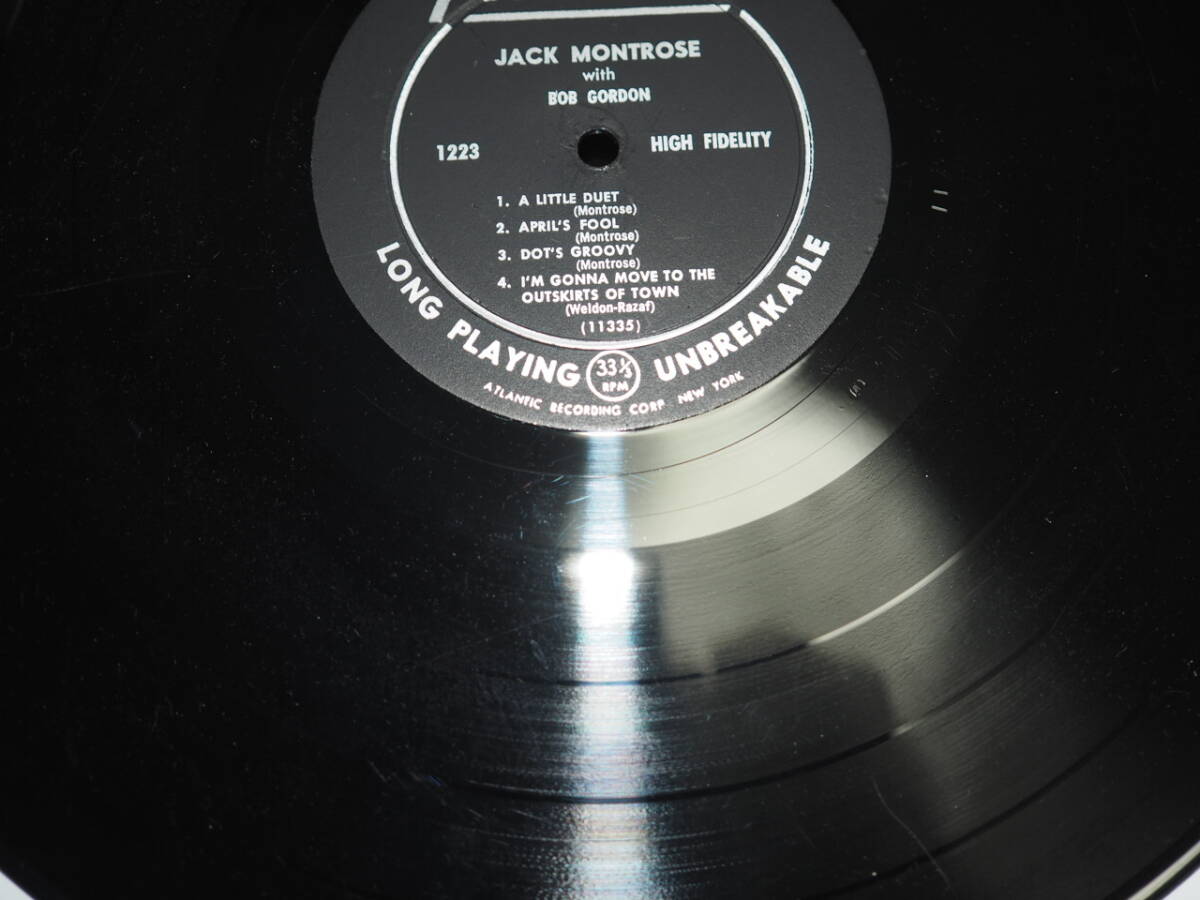 JACK MONTROSE
with
BOB GORDON
1223
HIGH FIDELITY
1. A LITTLE DUET
(Montrose)
2. APRIL'S FOOL
(Montrose)
3. DOT'S GROOVY
(Montrose)
4. I'M GONNA MOVE TO THE
OUTSKIRTS OF TOWN
(Weldon-Razaf)
(11335)
LONG PLAYING 33 1/3 RPM UNBREAKABLE
ATLANTIC RECORDING CORP NEW YORK